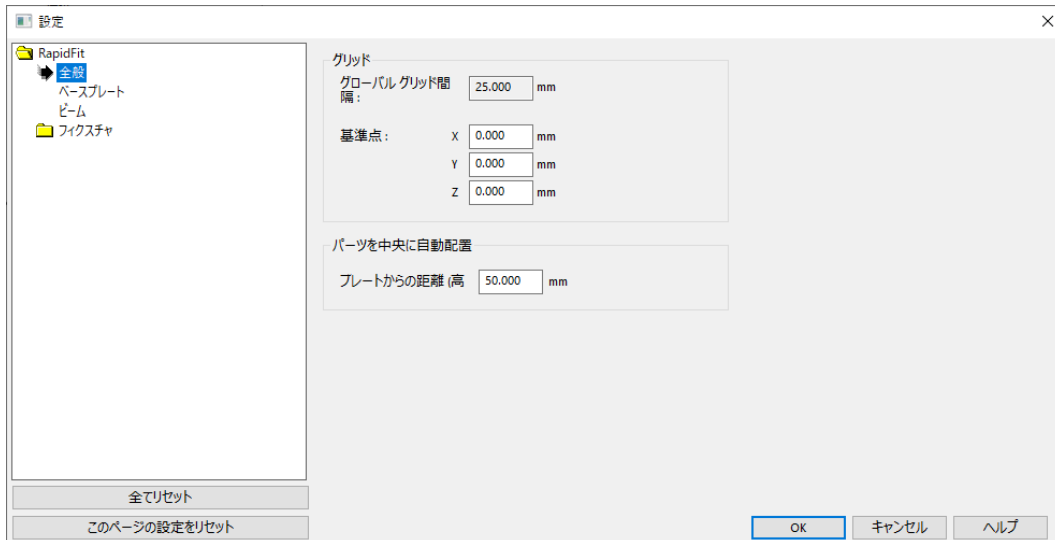 設定
RapidFit
全般
ベースプレート
ビーム
フィクスチャ
全てリセット
このページの設定をリセット
グリッド
グローバル グリッド間
隔 :
25.000 mm
基準点 : X 0.000 mm
Y 0.000 mm
Z 0.000 mm
パーツを中央に自動配置
プレートからの距離 (高 50.000 mm
OK キャンセル ヘルプ